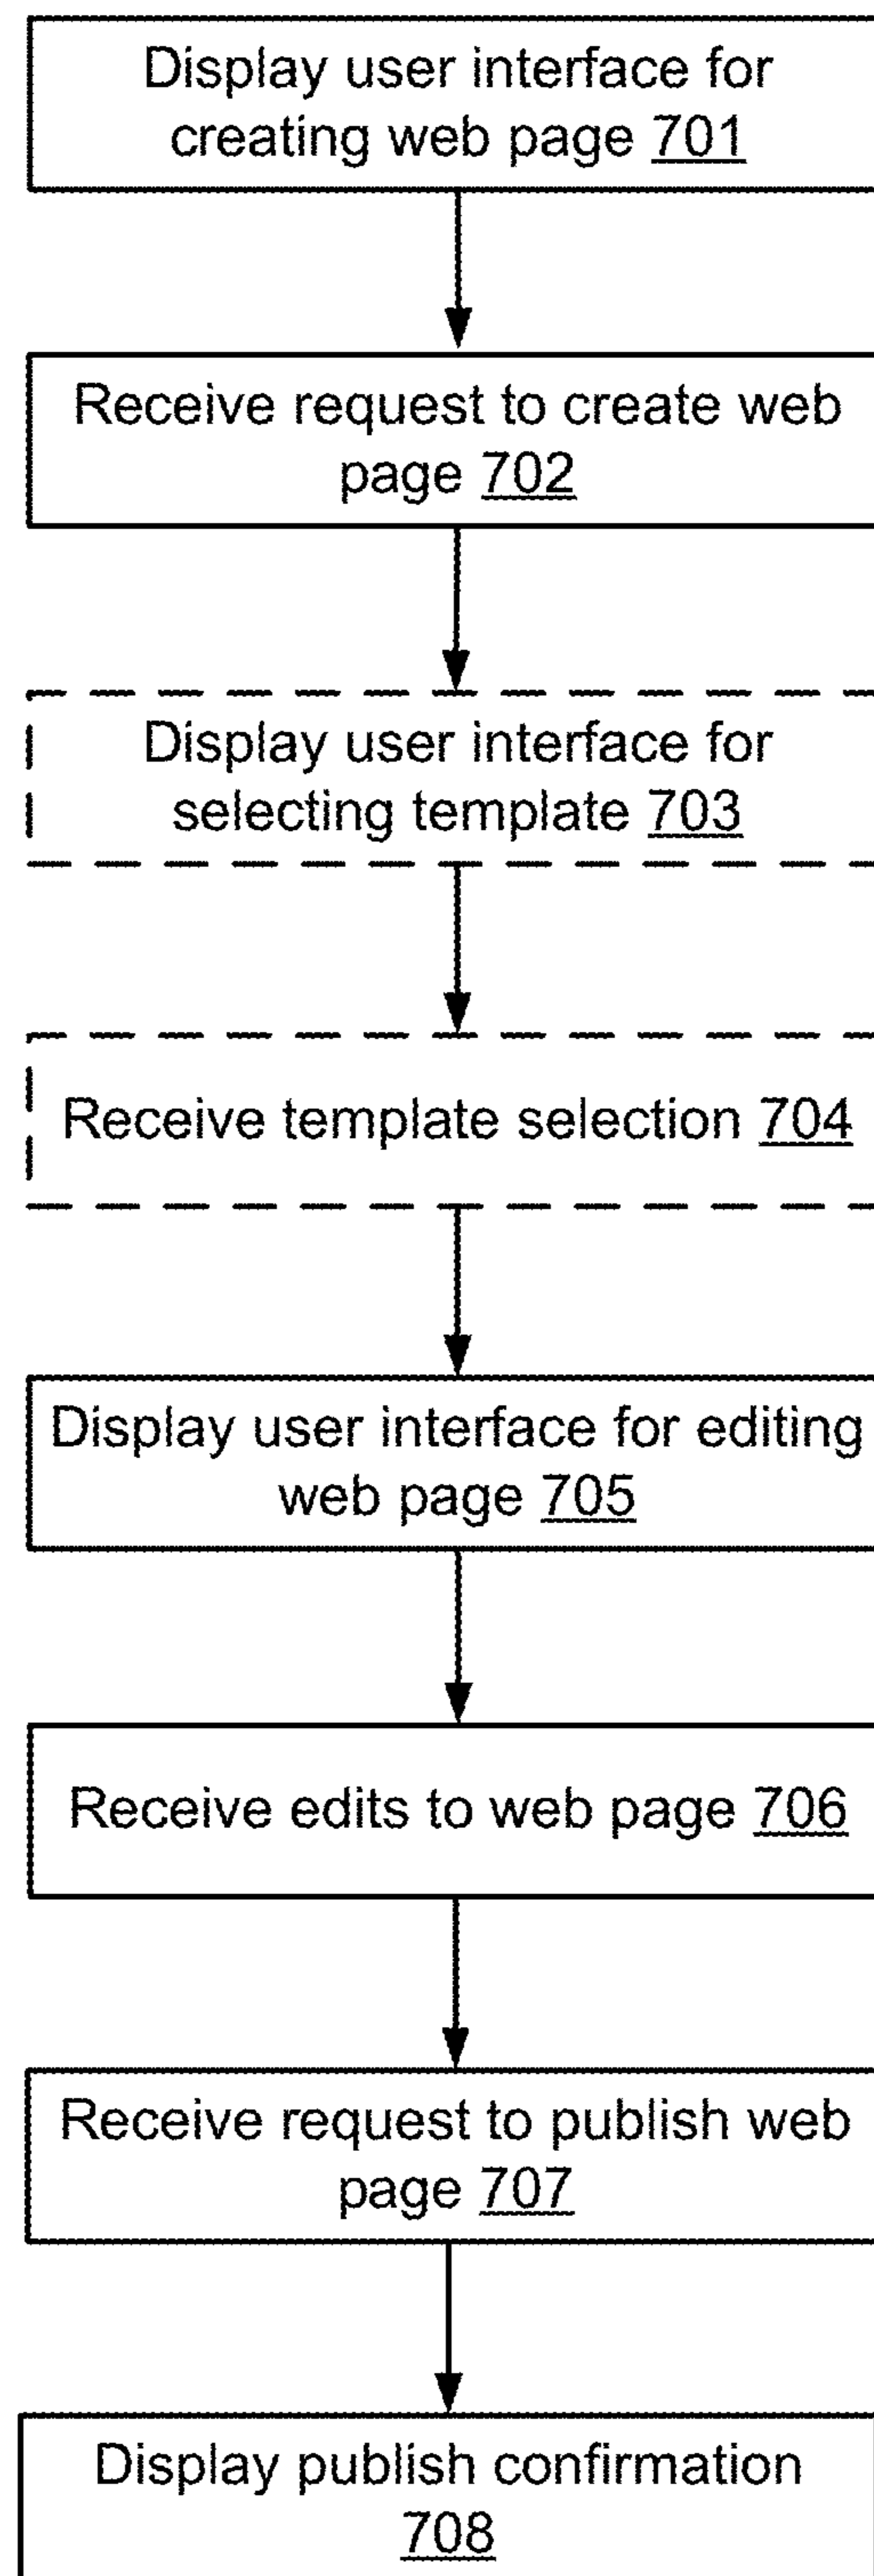 Display user interface for
creating web page 701
Receive request to create web
page 702
Display user interface for
selecting template 703
Receive template selection 704
Display user interface for editing
web page 705
Receive edits to web page 706
Receive request to publish web
page 707
Display publish confirmation
708